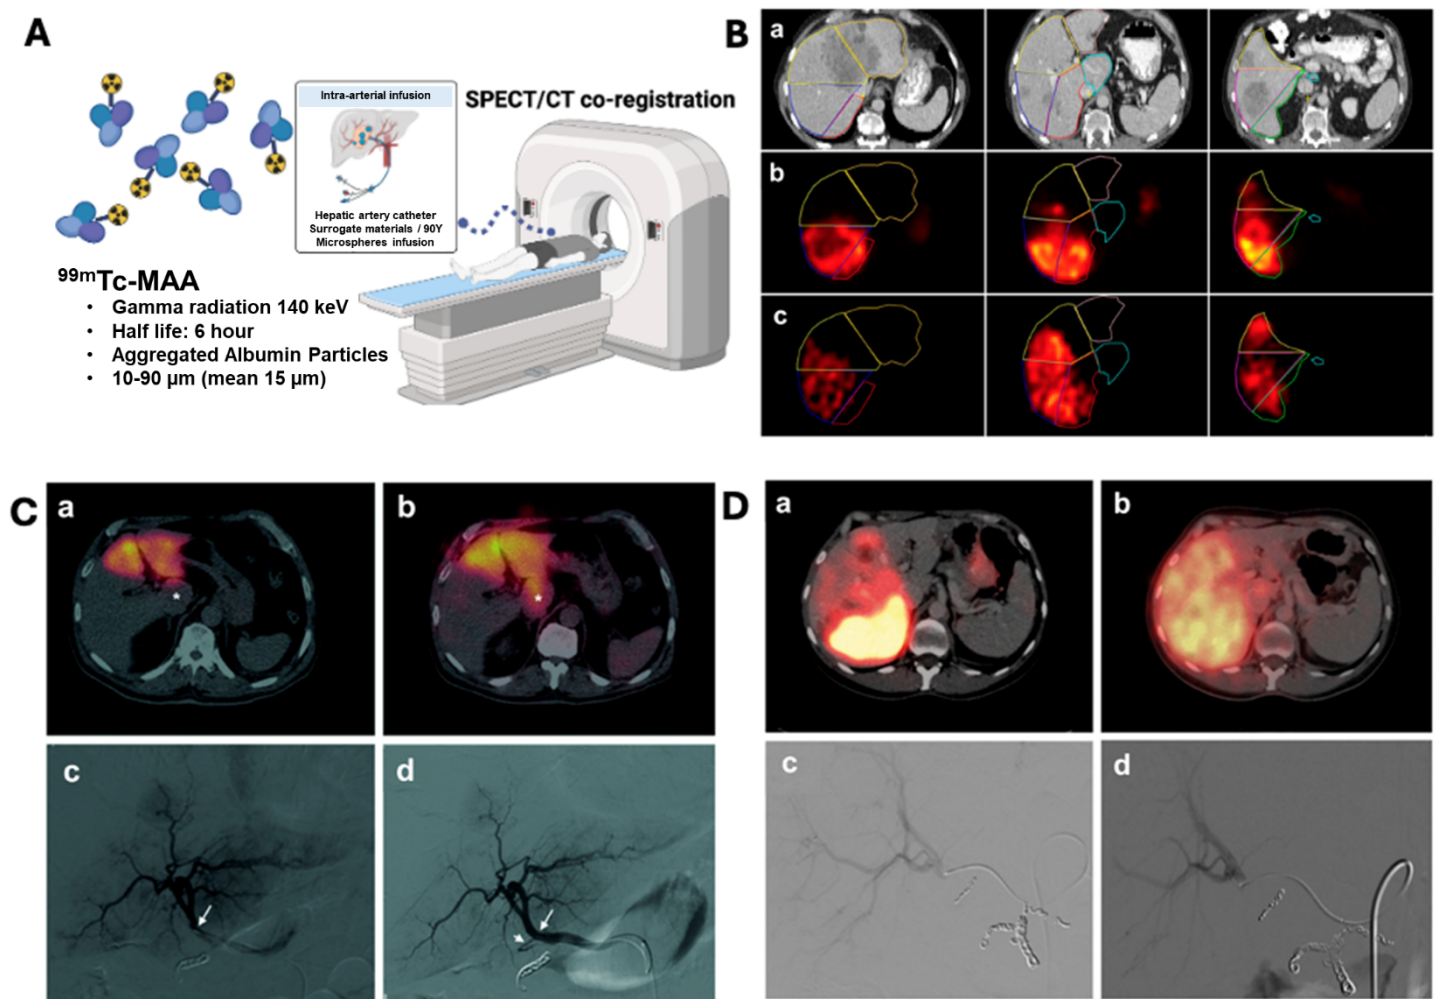 A
Intra-arterial infusion
Hepatic artery catheter
Surrogate materials / 90Y
Microspheres infusion
SPECT/CT co-registration
99mTc-MAA
• Gamma radiation 140 keV
• Half life: 6 hour
• Aggregated Albumin Particles
• 10-90 µm (mean 15 µm)
B
a
b
c
C
a
*
b
*
c
d
D
a
b
c
d